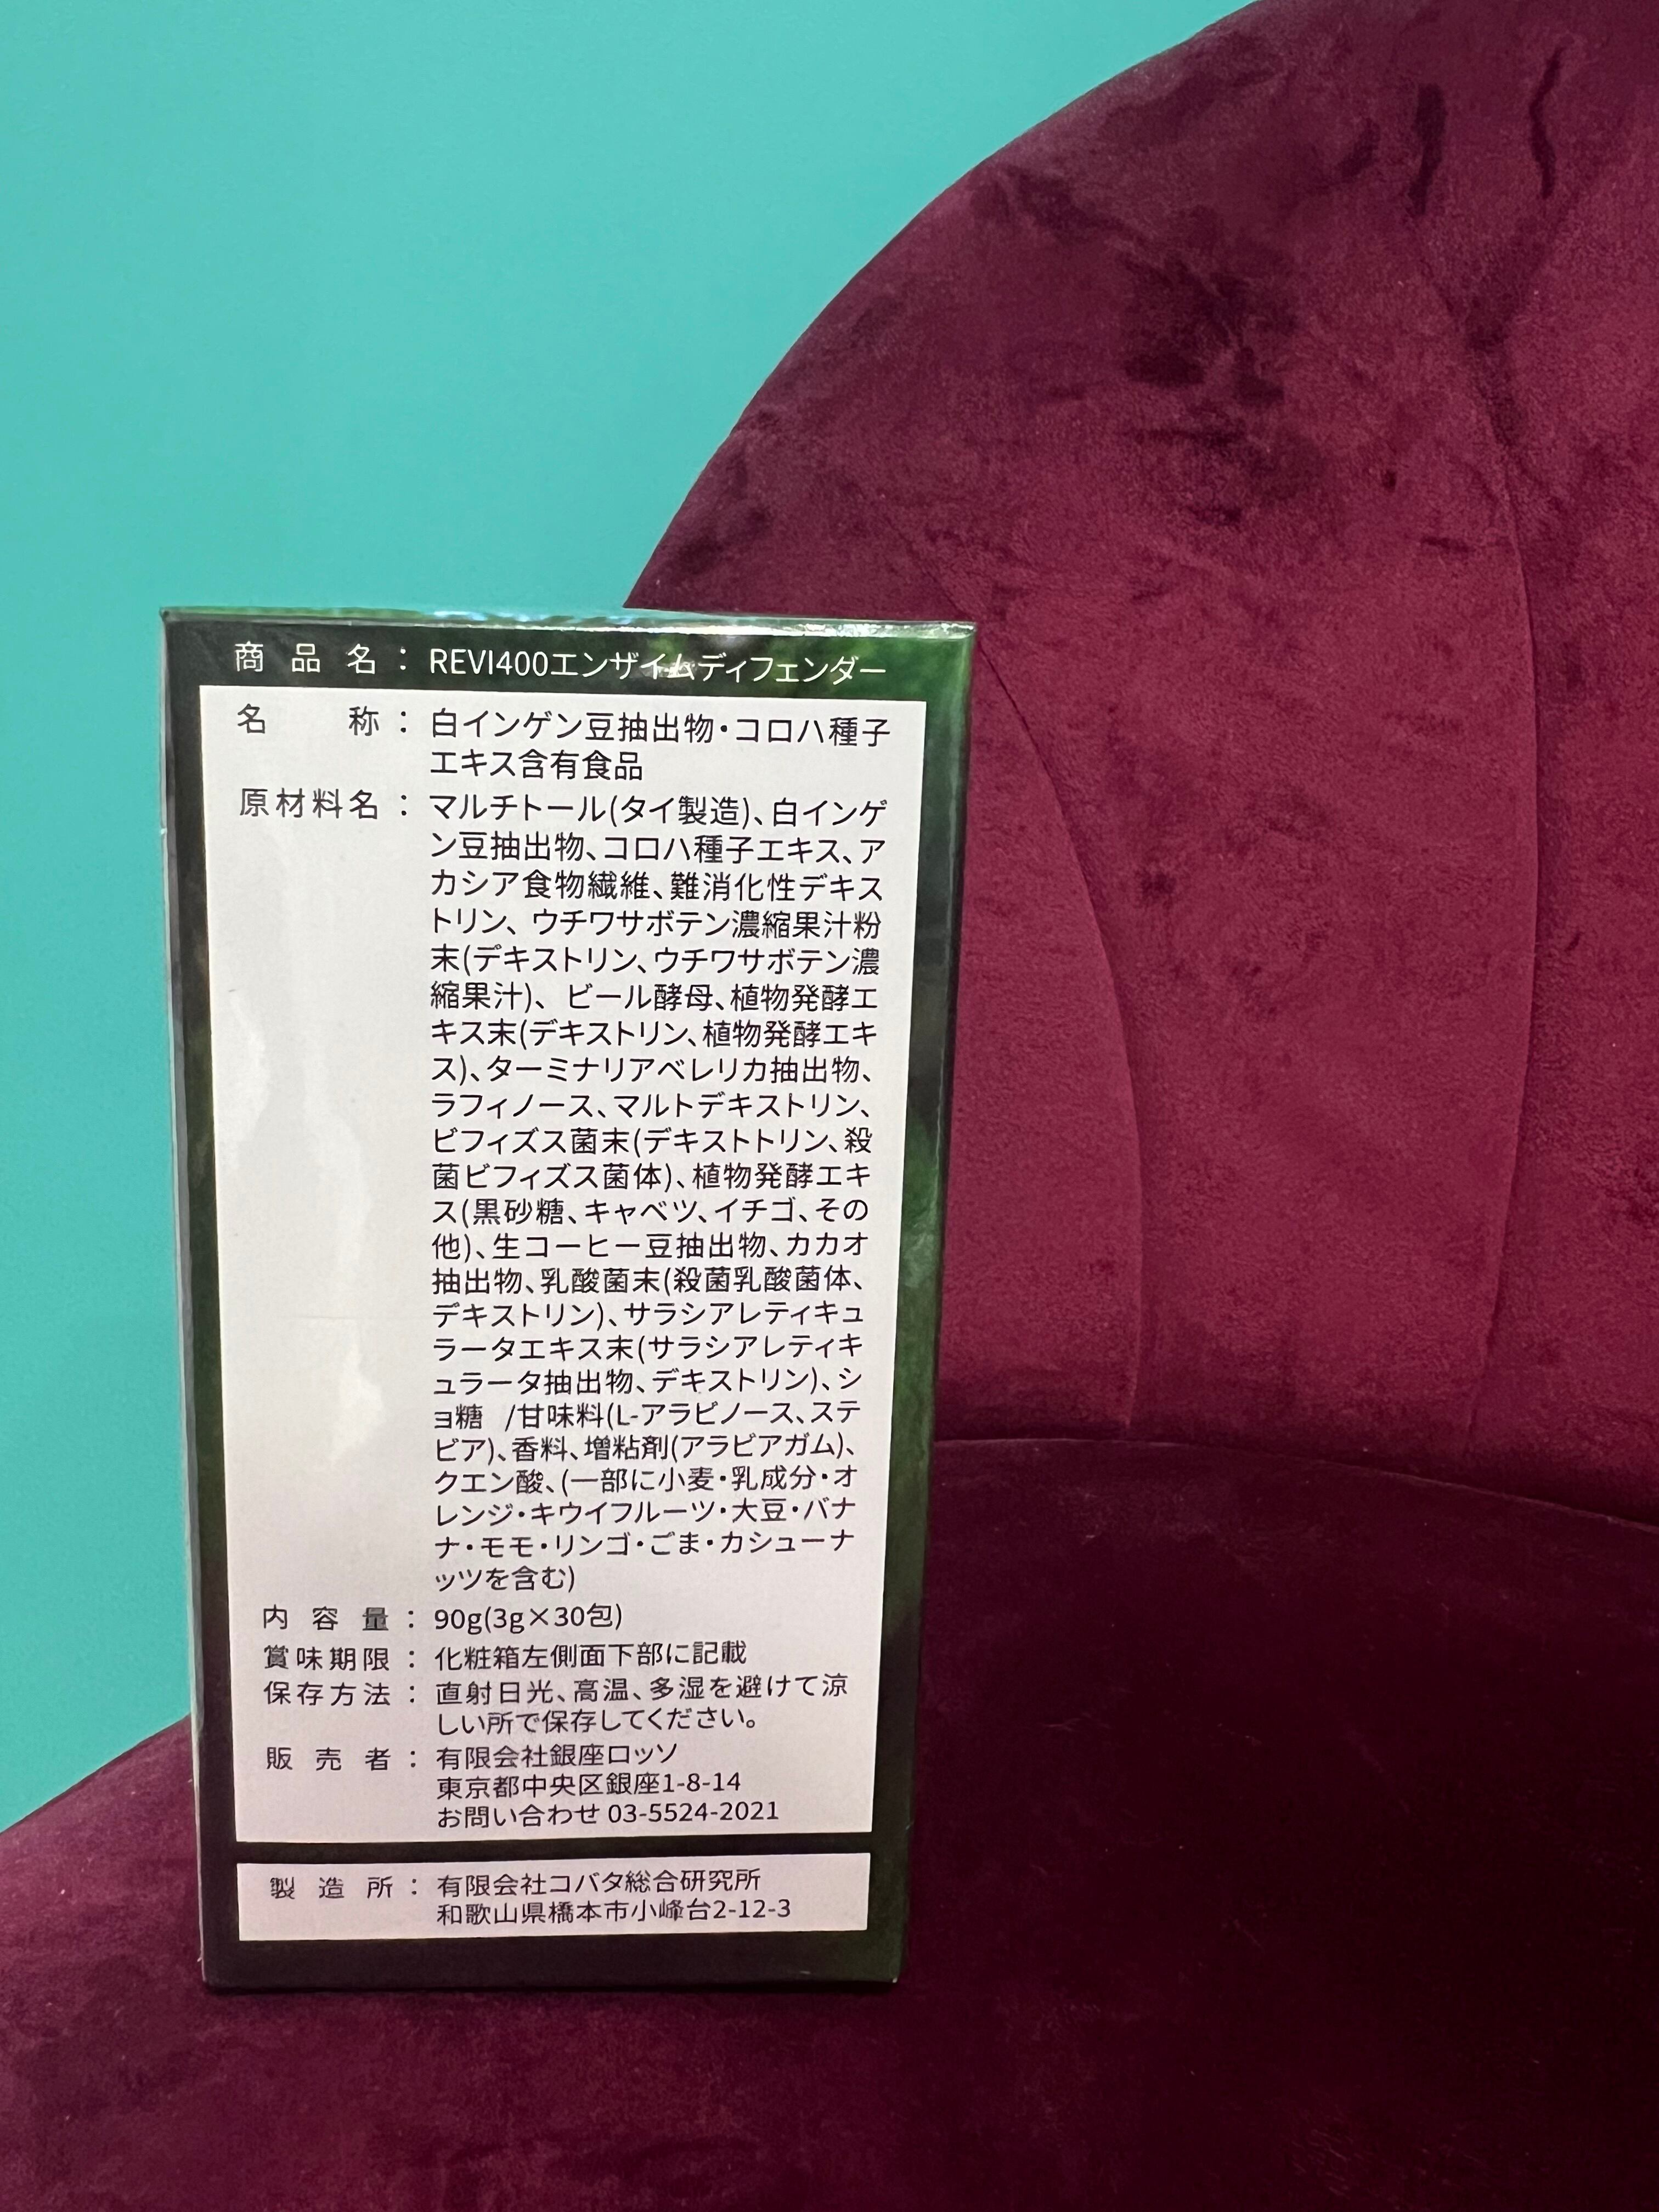 商品名：REVI400エンザイムディフェンダー
名称：白インゲン豆抽出物・コロハ種子
エキス含有食品
原材料名：マルチトール(タイ製造)、白インゲ
ン豆抽出物、コロハ種子エキス、ア
カシア食物繊維、難消化性デキス
トリン、ウチワサボテン濃縮果汁粉
末(デキストリン、ウチワサボテン濃
縮果汁)、ビール酵母、植物発酵エ
キス末(デキストリン、植物発酵エキ
ス)、ターミナリアベレリカ抽出物、
ラフィノース、マルトデキストリン、
ビフィズス菌末(デキストトリン、殺
菌ビフィズス菌体)、植物発酵エキ
ス(黒砂糖、キャベツ、イチゴ、その
他)、生コーヒー豆抽出物、カカオ
抽出物、乳酸菌末(殺菌乳酸菌体、
デキストリン)、サラシアレティキュ
ラータエキス末(サラシアレティキ
ュラータ抽出物、デキストリン)、シ
ョ糖 /甘味料(L-アラビノース、ステ
ビア)、香料、増粘剤(アラビアガム)、
クエン酸、(一部に小麦・乳成分・オ
レンジ・キウイフルーツ・大豆・バナ
ナ・モモ・リンゴ・ごま・カシューナ
ッツを含む)
内容量：90g(3g×30包)
賞味期限：化粧箱左側面下部に記載
保存方法：直射日光、高温、多湿を避けて涼
しい所で保存してください。
販売者：有限会社銀座ロッソ
東京都中央区銀座1-8-14
お問い合わせ 03-5524-2021
製造所：有限会社コバタ総合研究所
和歌山県橋本市小峰台2-12-3